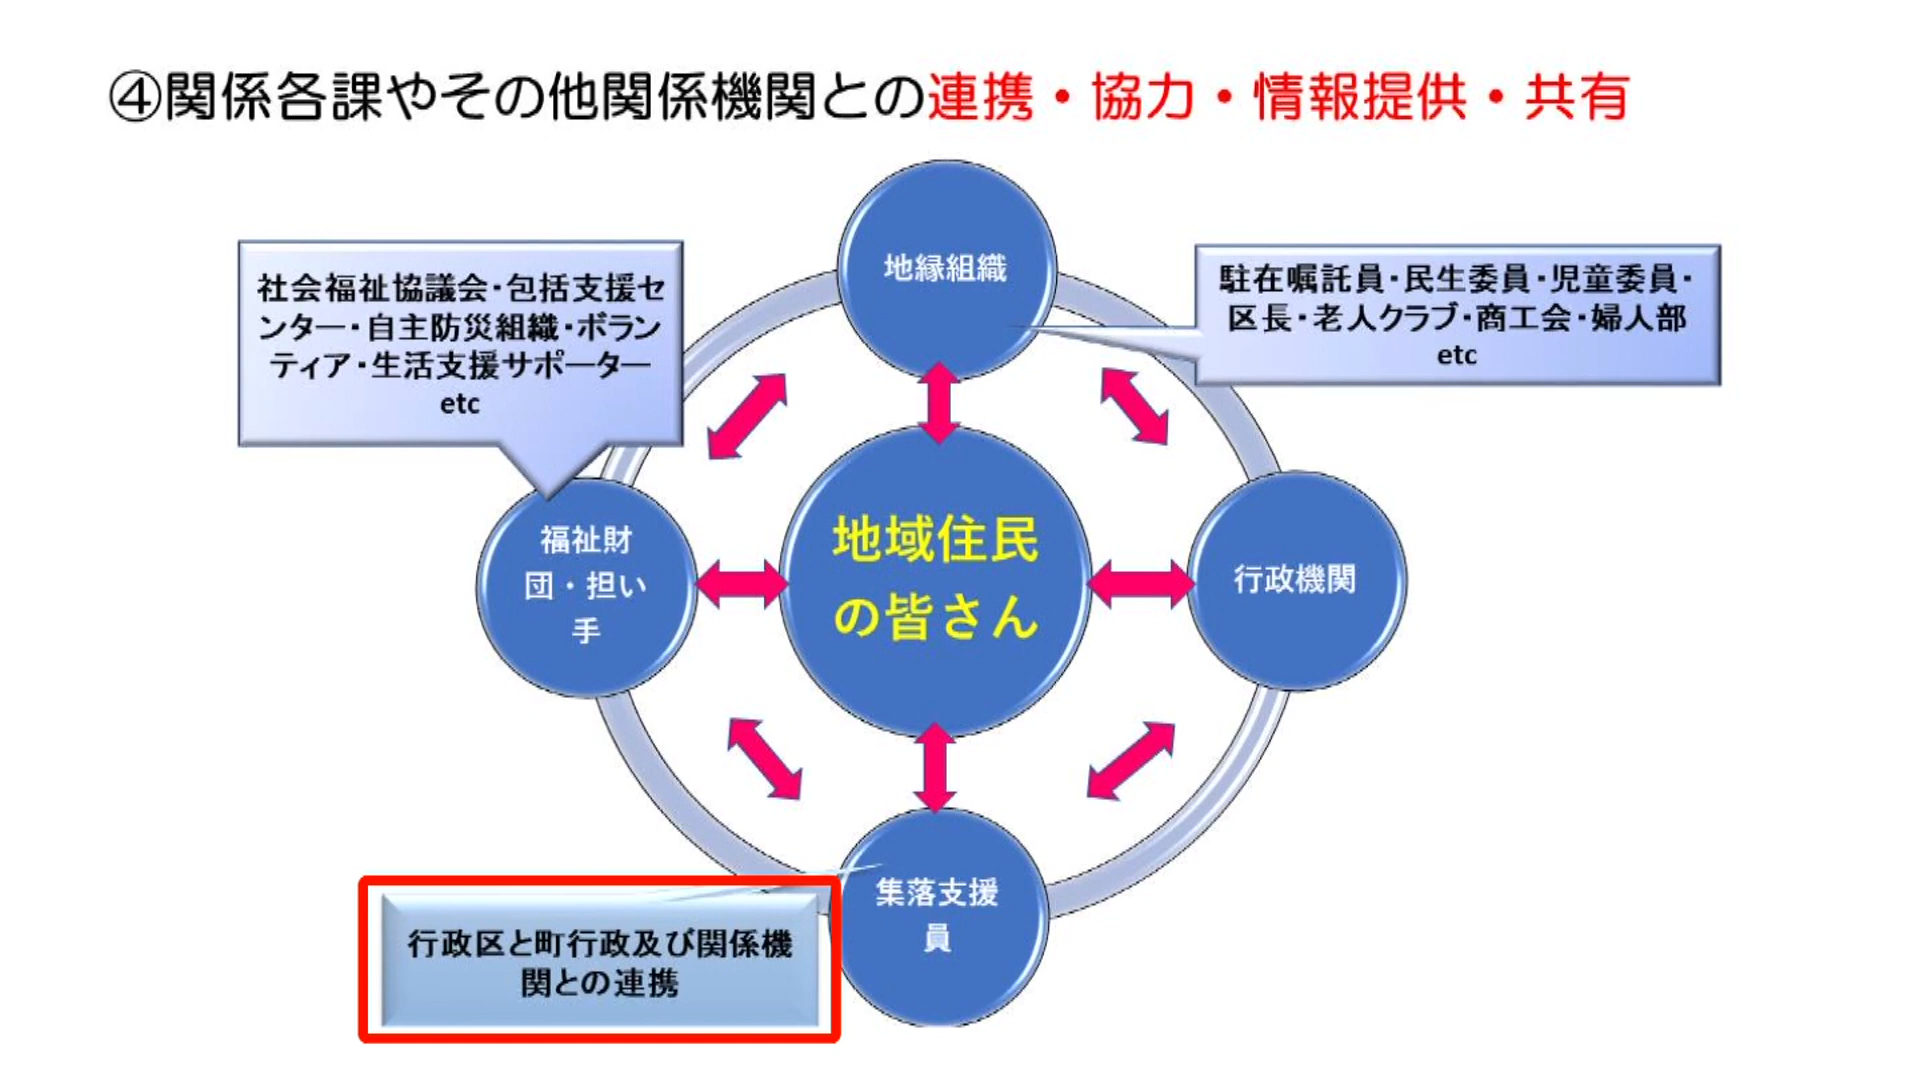 ④関係各課やその他関係機関との連携・協力・情報提供・共有
地縁組織
社会福祉協議会・包括支援セ
ンター・自主防災組織・ボラン
ティア・生活支援サポーター
etc
駐在嘱託員・民生委員・児童委員・
区長・老人クラブ・商工会・婦人部
etc
福祉財
団・担い
手
地域住民
の皆さん
行政機関
集落支援
員
行政区と町行政及び関係機
関との連携